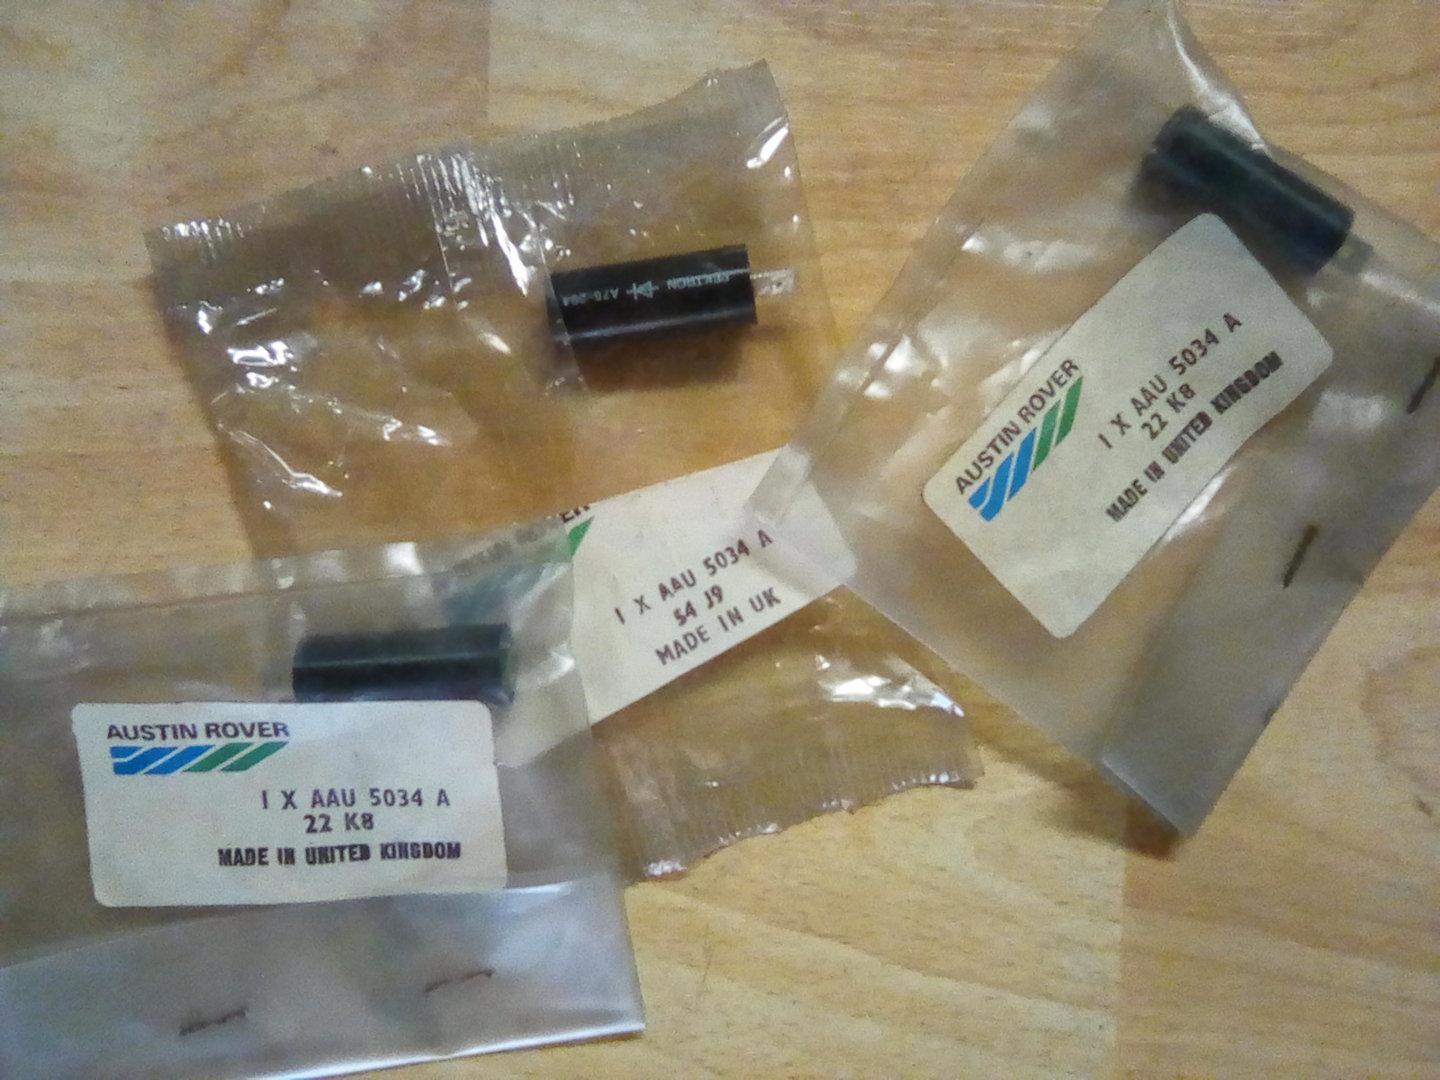 AUSTIN ROVER
1 X AAU 5034 A
22 K8
MADE IN UNITED KINGDOM
1 X AAU 5034 A
S4 J9
MADE IN UK
AUSTIN ROVER
1 X AAU 5034 A
22 K8
MADE IN UNITED KINGDOM